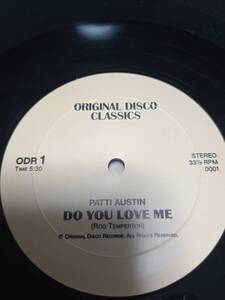 ORIGINAL DISCO
CLASSICS
ODR 1
TIME 5:30
STEREO
33⅓ RPM
0001
PATTI AUSTIN
DO YOU LOVE ME
(ROD TEMPERTON)
℗ ORIGINAL DISCO RECORDS. ALL RIGHTS RESERVED.